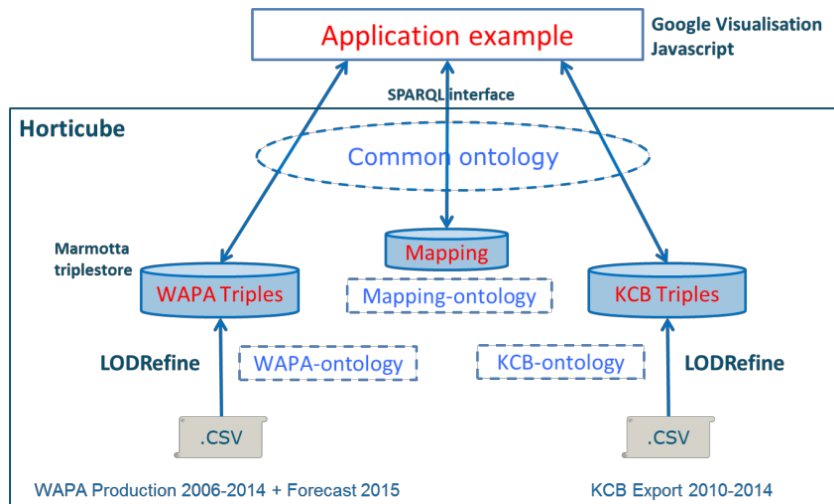 Application example
Google Visualisation
Javascript
SPARQL interface
Horticube
Common ontology
Marmotta
triplestore
Mapping
WAPA Triples
Mapping-ontology
KCB Triples
LODRefine
WAPA-ontology
KCB-ontology
LODRefine
.CSV
.CSV
WAPA Production 2006-2014 + Forecast 2015
KCB Export 2010-2014